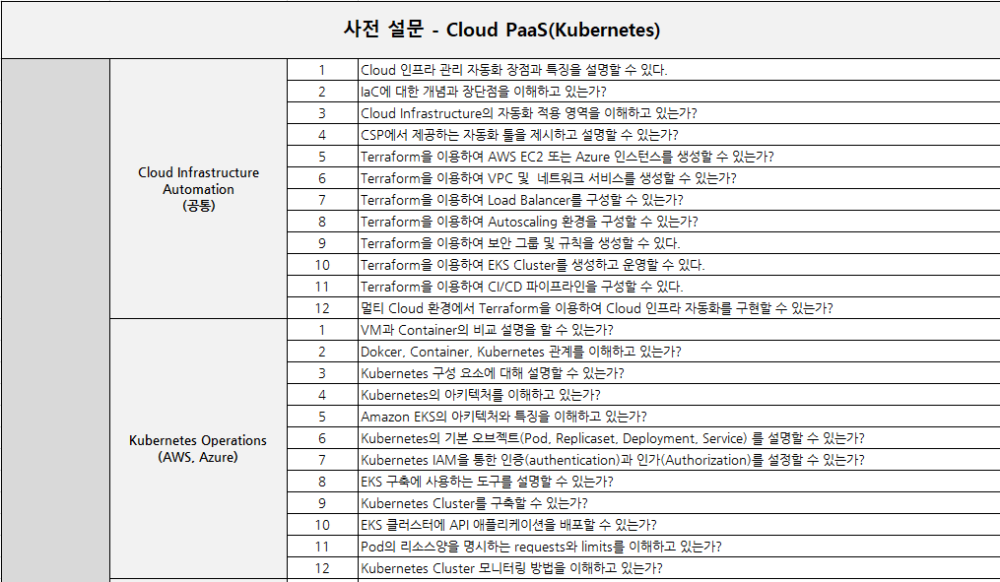 사전 설문 - Cloud PaaS(Kubernetes)
Cloud Infrastructure
Automation
(공통)
1 Cloud 인프라 관리 자동화 장점과 특징을 설명할 수 있다.
2 IaC에 대한 개념과 장단점을 이해하고 있는가?
3 Cloud Infrastructure의 자동화 적용 영역을 이해하고 있는가?
4 CSP에서 제공하는 자동화 툴을 제시하고 설명할 수 있는가?
5 Terraform을 이용하여 AWS EC2 또는 Azure 인스턴스를 생성할 수 있는가?
6 Terraform을 이용하여 VPC 및  네트워크 서비스를 생성할 수 있는가?
7 Terraform을 이용하여 Load Balancer를 구성할 수 있는가?
8 Terraform을 이용하여 Autoscaling 환경을 구성할 수 있는가?
9 Terraform을 이용하여 보안 그룹 및 규칙을 생성할 수 있다.
10 Terraform을 이용하여 EKS Cluster를 생성하고 운영할 수 있다.
11 Terraform을 이용하여 CI/CD 파이프라인을 구성할 수 있다.
12 멀티 Cloud 환경에서 Terraform을 이용하여 Cloud 인프라 자동화를 구현할 수 있는가?
Kubernetes Operations
(AWS, Azure)
1 VM과 Container의 비교 설명을 할 수 있는가?
2 Dokcer, Container, Kubernetes 관계를 이해하고 있는가?
3 Kubernetes 구성 요소에 대해 설명할 수 있는가?
4 Kubernetes의 아키텍처를 이해하고 있는가?
5 Amazon EKS의 아키텍처와 특징을 이해하고 있는가?
6 Kubernetes의 기본 오브젝트(Pod, Replicaset, Deployment, Service) 를 설명할 수 있는가?
7 Kubernetes IAM을 통한 인증(authentication)과 인가(Authorization)를 설정할 수 있는가?
8 EKS 구축에 사용하는 도구를 설명할 수 있는가?
9 Kubernetes Cluster를 구축할 수 있는가?
10 EKS 클러스터에 API 애플리케이션을 배포할 수 있는가?
11 Pod의 리소스양을 명시하는 requests와 limits를 이해하고 있는가?
12 Kubernetes Cluster 모니터링 방법을 이해하고 있는가?